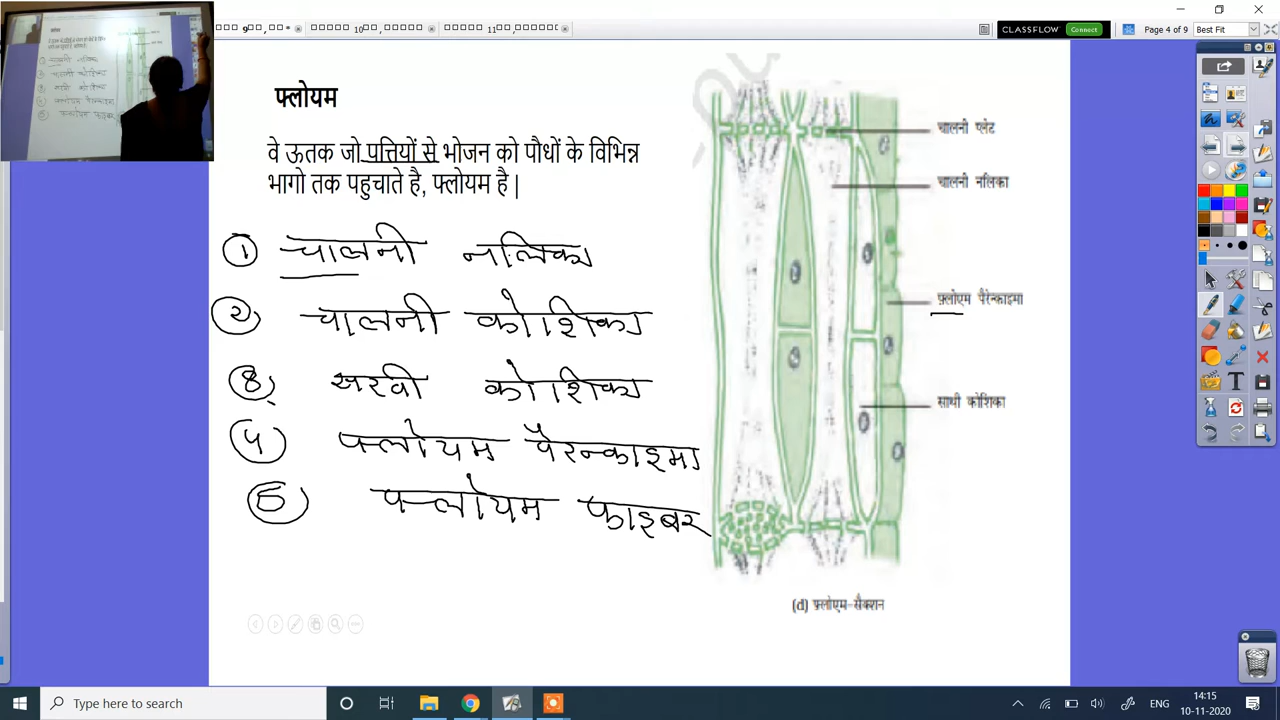 CLASSFLOW Connect Page 4 of 9 Best Fit
फ्लोयम
वे ऊतक जो पत्तियों से भोजन को पौधों के विभिन्न
भागो तक पहुचाते है, फ्लोयम है |
① चालनी नलिका
② चालनी कोशिका
③ सखी कोशिका
④ फ्लोयम पैरन्काइमा
⑤ फ्लोयम फाइबर
चालनी प्लेट
चालनी नलिका
फ़्लोएम पैरेन्काइमा
साथी कोशिका
(d) फ़्लोएम सैक्शन
Type here to search
ENG
14:15
10-11-2020